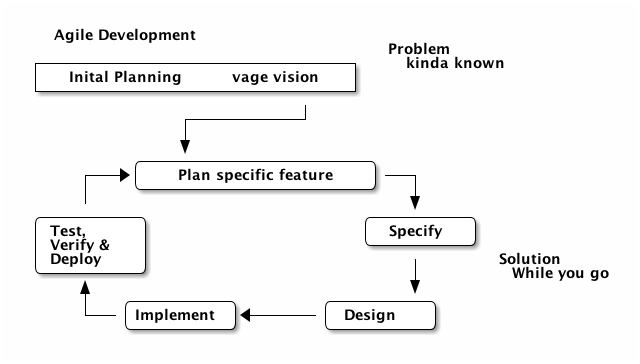 Agile Development
Problem
kinda known
Inital Planning vage vision
Plan specific feature
Test,
Verify &
Deploy
Specify
Solution
While you go
Implement
Design